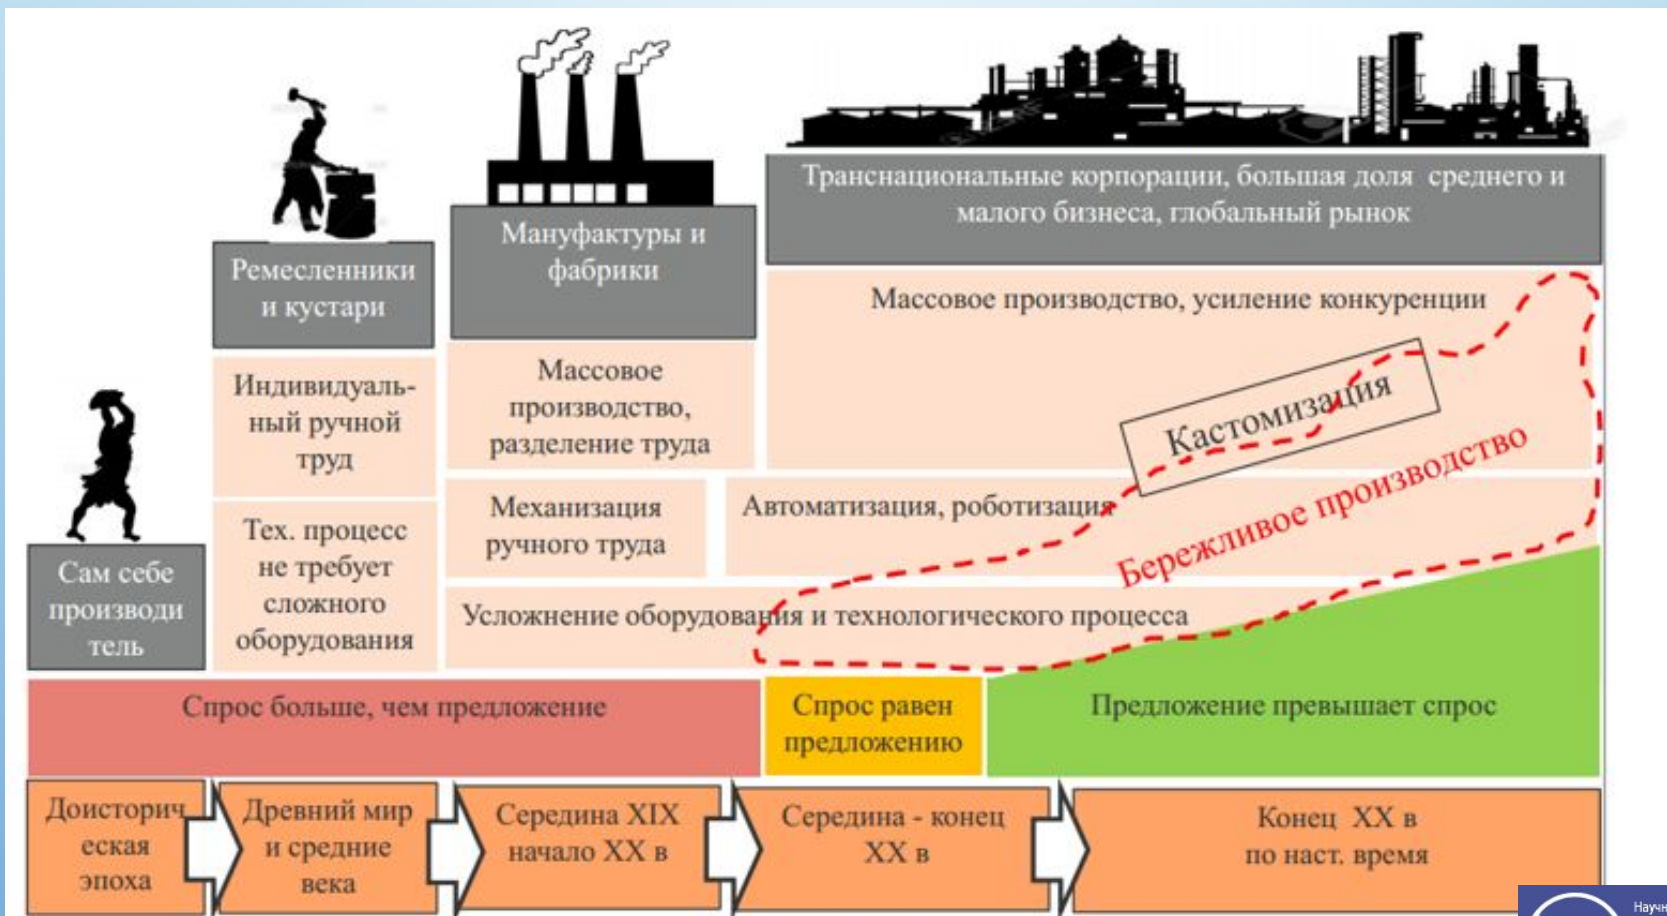 Транснациональные корпорации, большая доля среднего и
малого бизнеса, глобальный рынок
Мануфактуры и
фабрики
Ремесленники
и кустари
Массовое производство, усиление конкуренции
Массовое
производство,
разделение труда
Индивидуаль-
ный ручной
труд
Кастомизация
Бережливое производство
Механизация
ручного труда
Автоматизация, роботизация
Тех. процесс
не требует
сложного
оборудования
Сам себе
производи
тель
Усложнение оборудования и технологического процесса
Спрос больше, чем предложение
Спрос равен
предложению
Предложение превышает спрос
Доисторич
еская
эпоха
Древний мир
и средние
века
Середина XIX
начало XX в
Середина - конец
XX в
Конец XX в
по наст. время